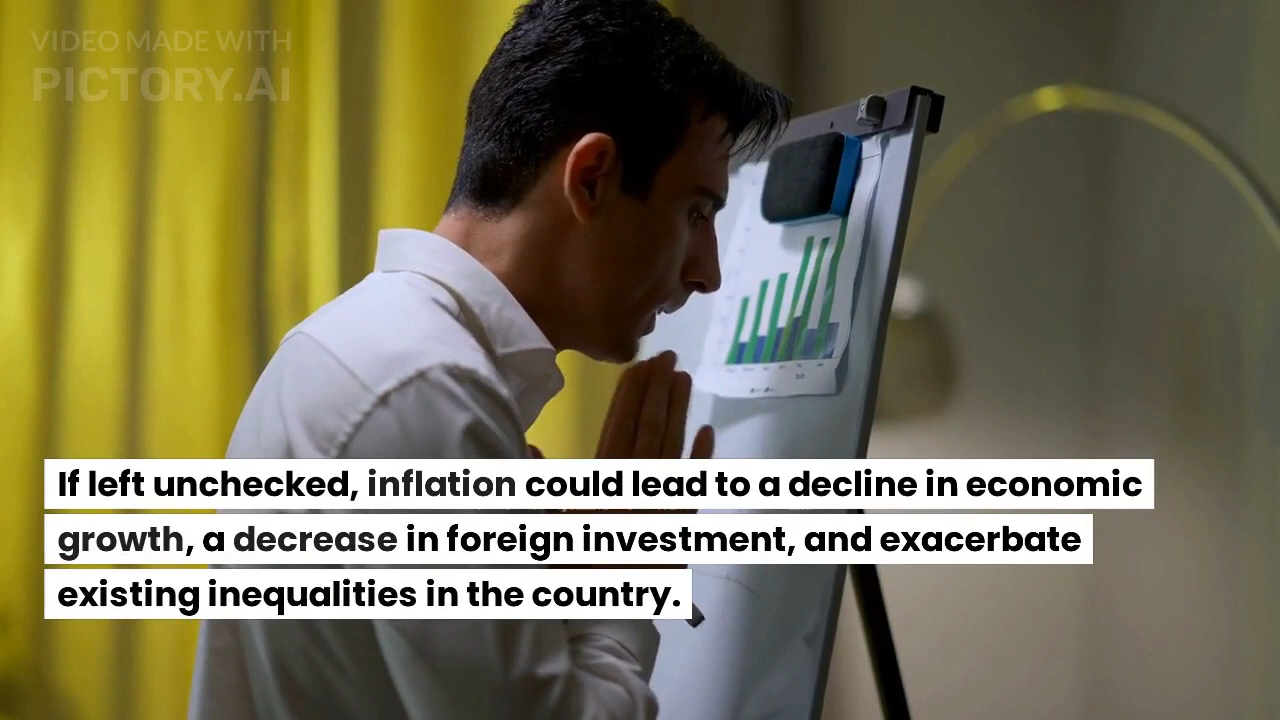 VIDEO MADE WITH
PICTORY.AI
If left unchecked, inflation could lead to a decline in economic
growth, a decrease in foreign investment, and exacerbate
existing inequalities in the country.